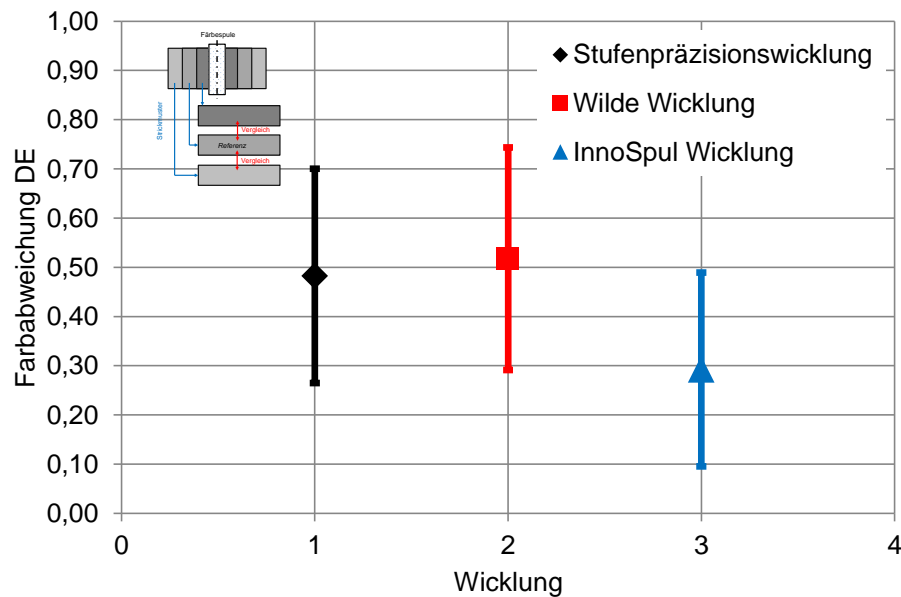 1,00
0,90
0,80
0,70
0,60
0,50
0,40
0,30
0,20
0,10
0,00
Farbabweichung DE
0
1
2
3
4
Wicklung
Färbespule
Strickmuster
Vergleich
Referenz
Vergleich
Stufenpräzisionswicklung
Wilde Wicklung
InnoSpul Wicklung